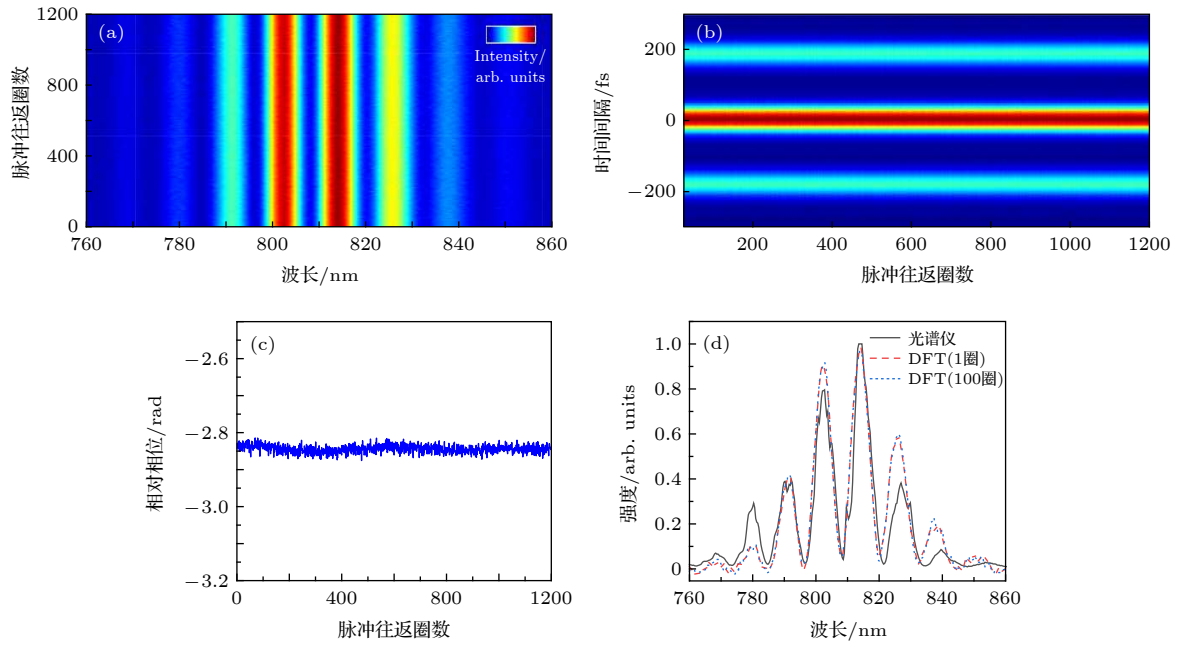 (a)
Intensity/
arb. units
1200
800
400
0
脉冲往返圈数
760 780 800 820 840 860
波长/nm
(b)
200
0
−200
时间间隔/fs
200 400 600 800 1000 1200
脉冲往返圈数
(c)
−2.6
−2.8
−3.0
−3.2
相对相位/rad
0 400 800 1200
脉冲往返圈数
(d)
光谱仪
DFT(1圈)
DFT(100圈)
1.0
0.8
0.6
0.4
0.2
0
强度/arb. units
760 780 800 820 840 860
波长/nm